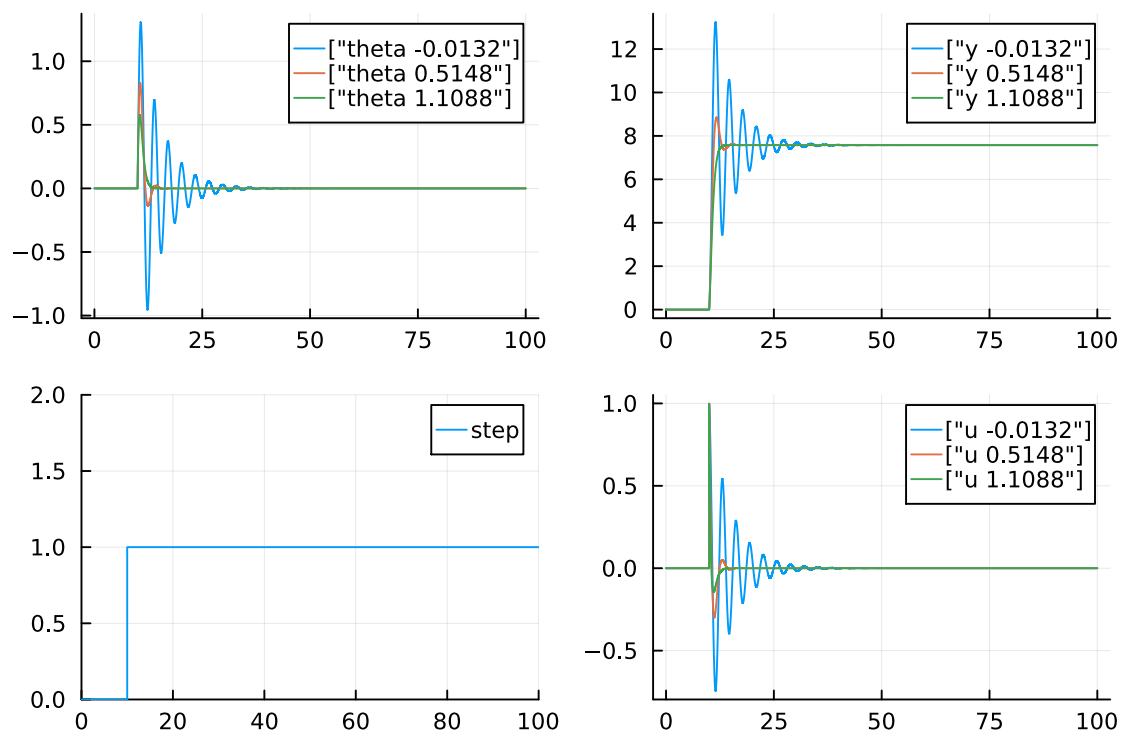 ["theta -0.0132"]
["theta 0.5148"]
["theta 1.1088"]
1.0
0.5
0.0
−0.5
−1.0
0 25 50 75 100
["y -0.0132"]
["y 0.5148"]
["y 1.1088"]
12
10
8
6
4
2
0
0 25 50 75 100
step
2.0
1.5
1.0
0.5
0.0
0 20 40 60 80 100
["u -0.0132"]
["u 0.5148"]
["u 1.1088"]
1.0
0.5
0.0
−0.5
0 25 50 75 100